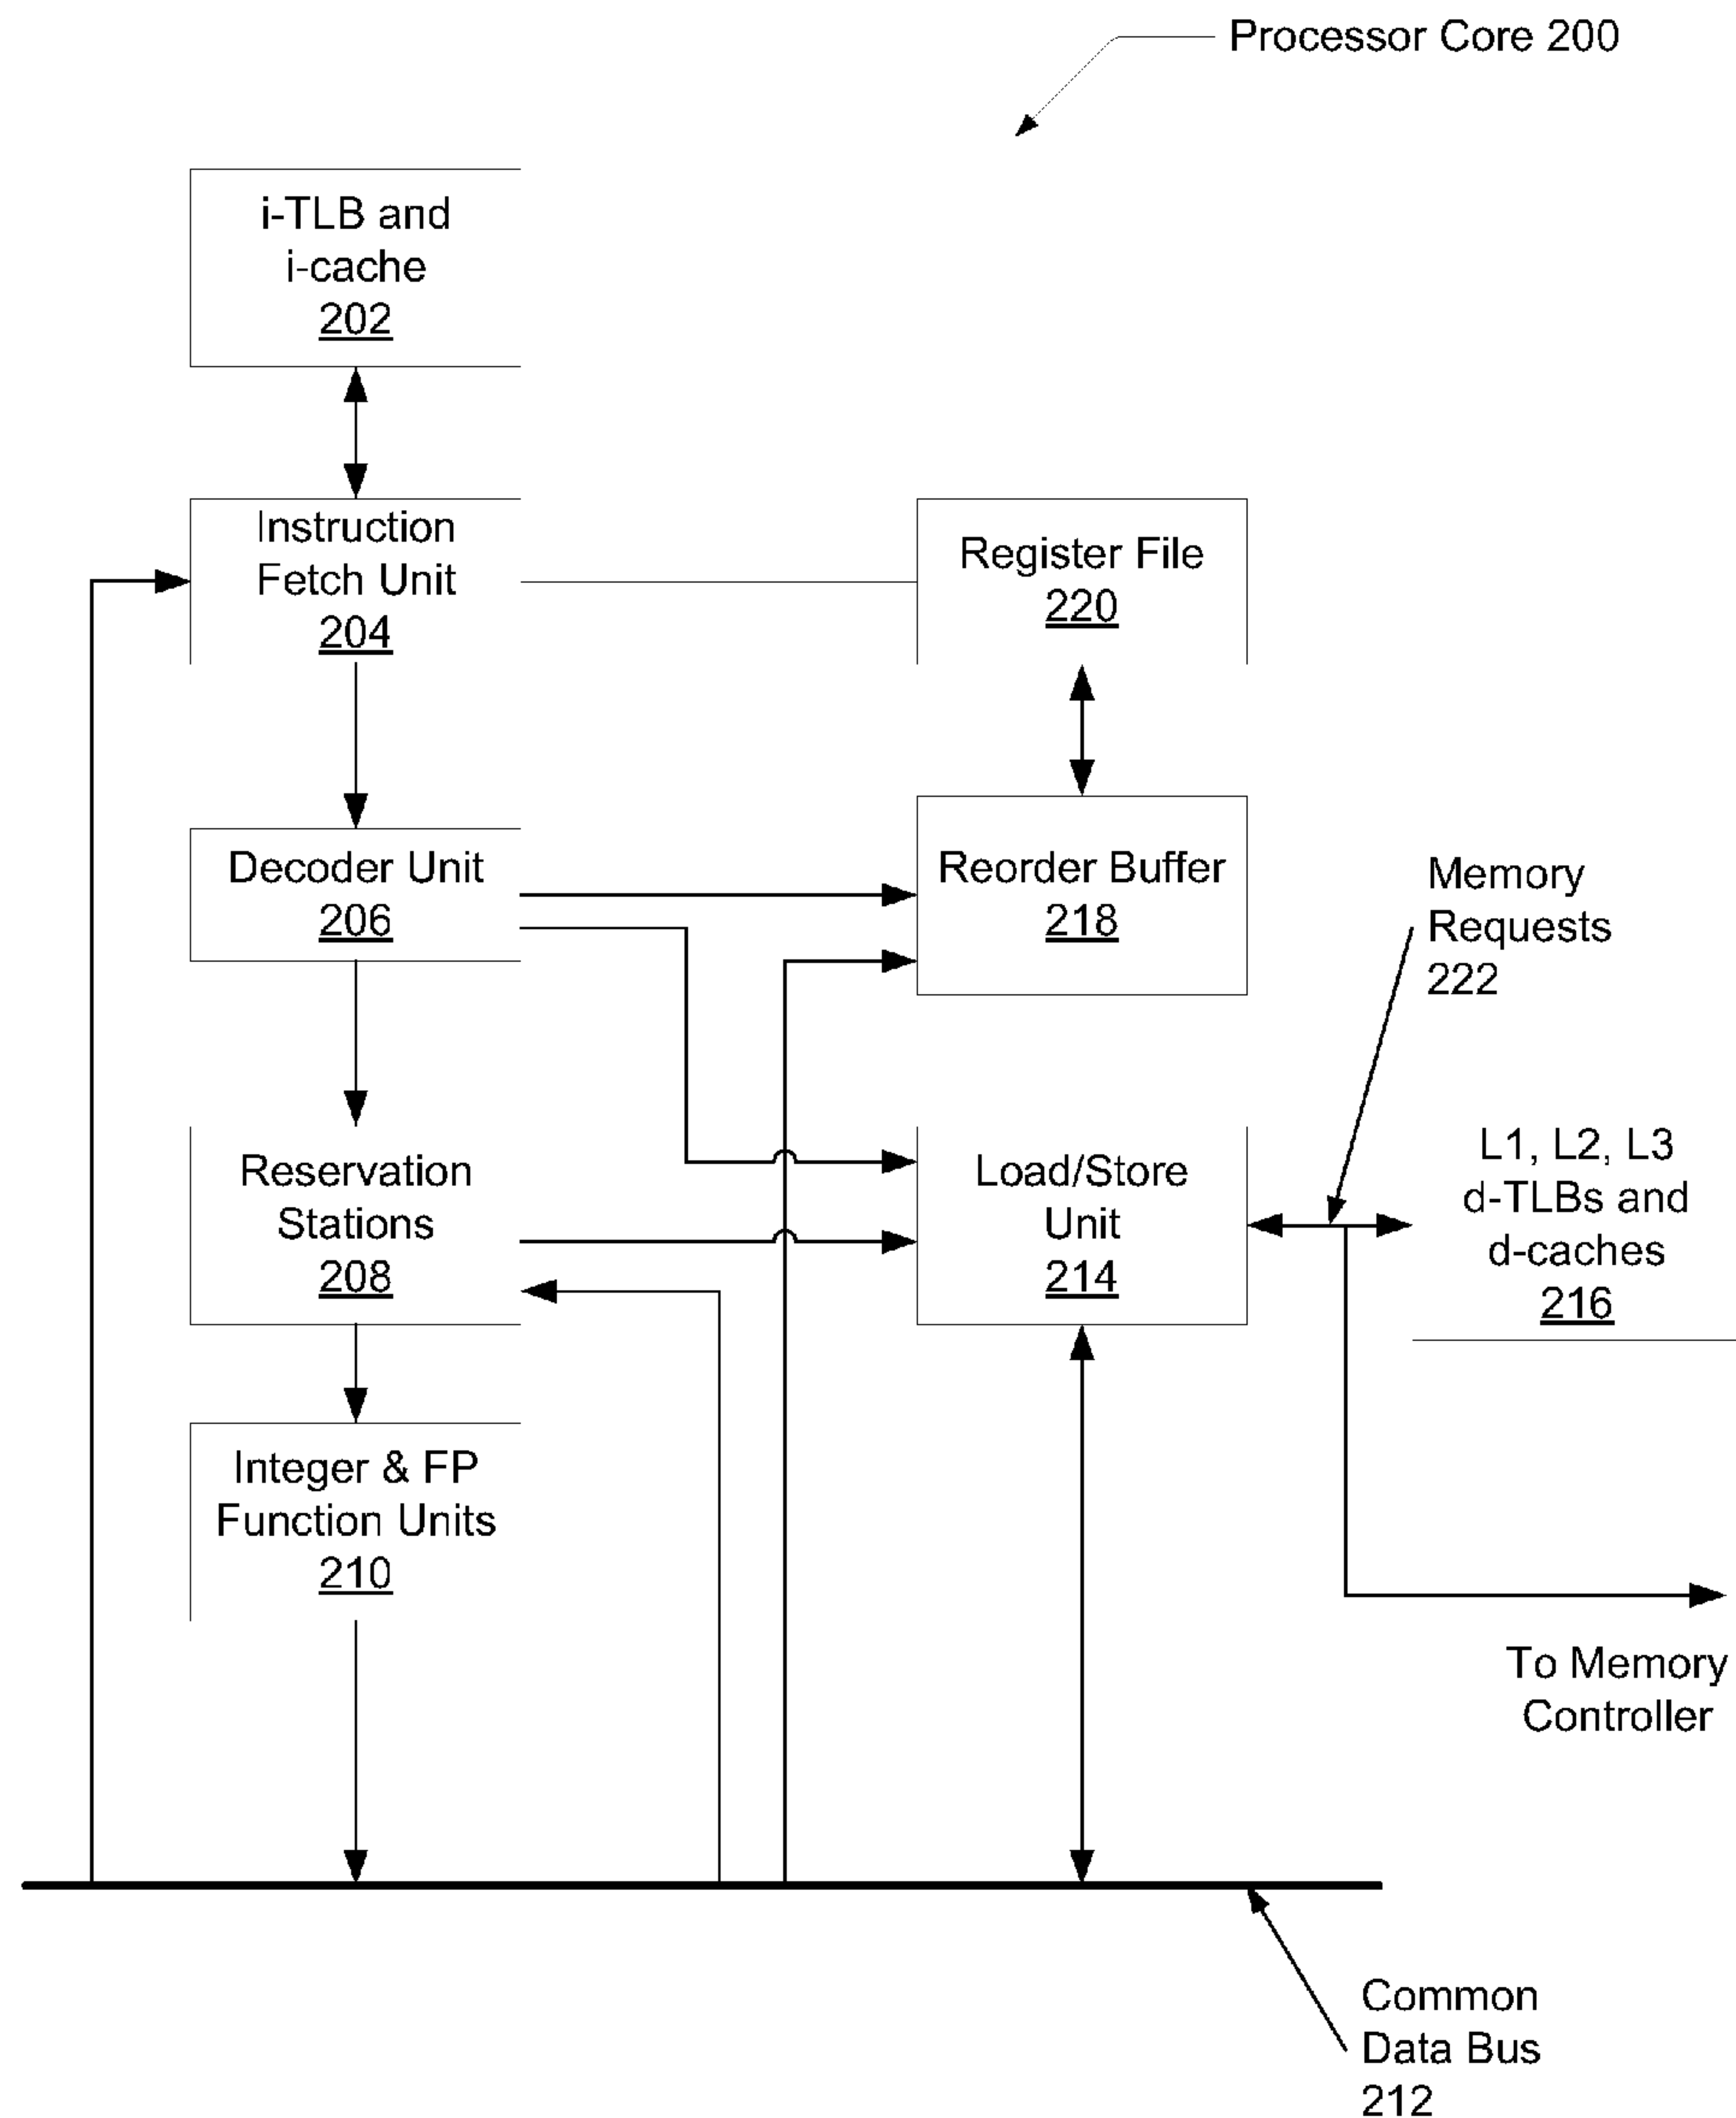 Processor Core 200
i-TLB and
i-cache
202
Instruction
Fetch Unit
204
Register File
220
Decoder Unit
206
Reorder Buffer
218
Memory
Requests
222
Reservation
Stations
208
Load/Store
Unit
214
L1, L2, L3
d-TLBs and
d-caches
216
Integer & FP
Function Units
210
To Memory
Controller
Common
Data Bus
212